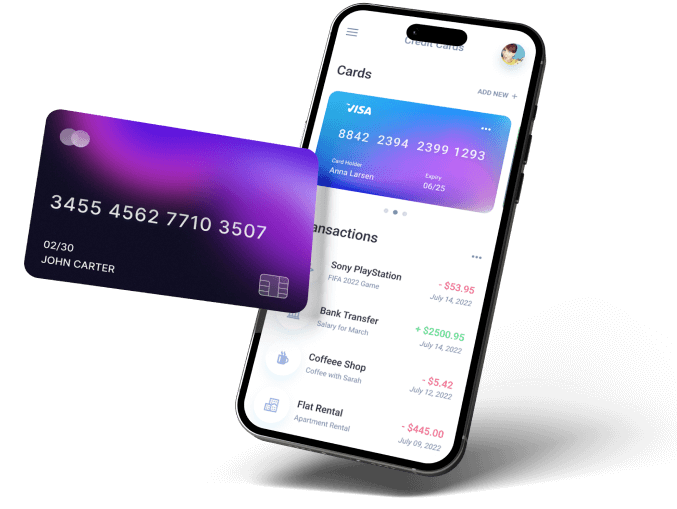 Credit Cards
Cards
ADD NEW +
VISA
8842 2394 2399 1293
Card Holder
Anna Larsen
Expiry
06/25
3455 4562 7710 3507
02/30
JOHN CARTER
ansactions
Sony PlayStation
FIFA 2022 Game
- $53.95
July 14, 2022
Bank Transfer
Salary for March
+ $2500.95
July 14, 2022
Coffeee Shop
Coffee with Sarah
- $5.42
July 12, 2022
Flat Rental
Apartment Rental
- $445.00
July 09, 2022